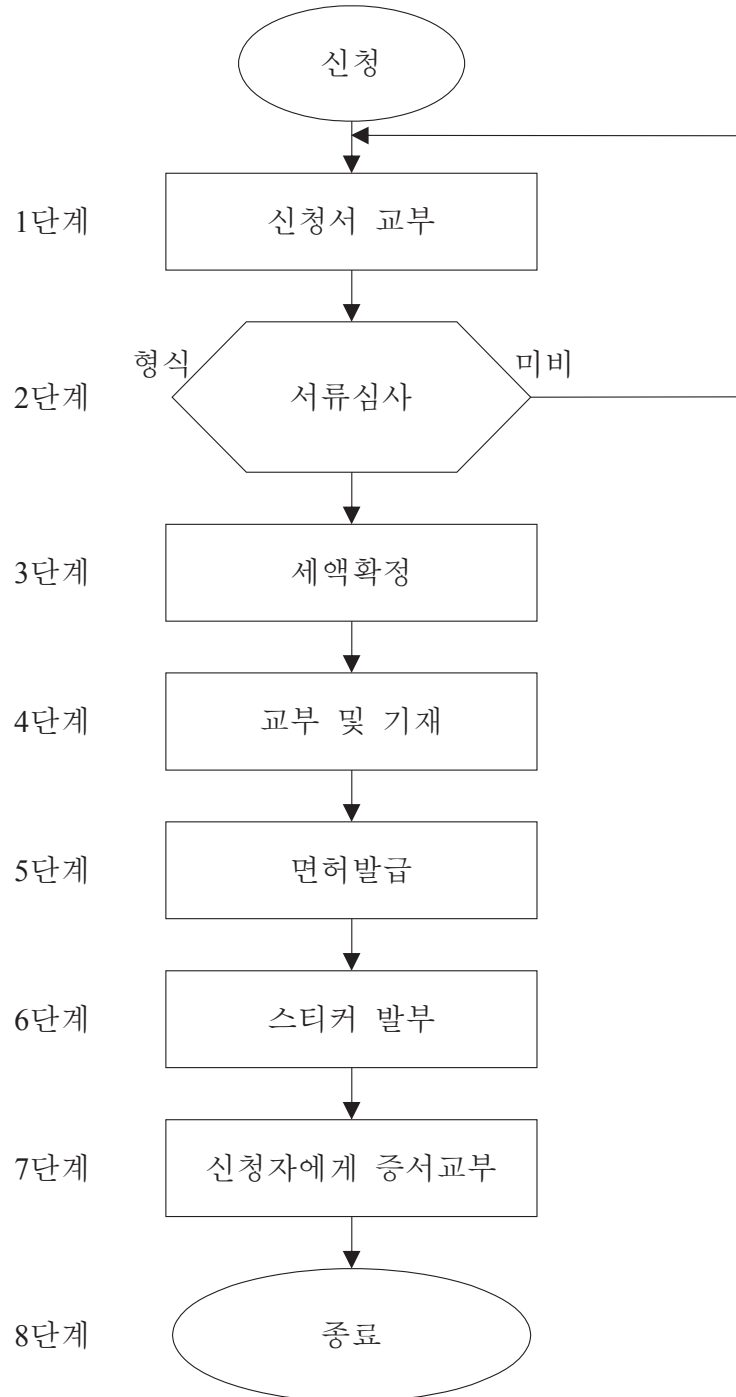 신청
1단계 신청서 교부
형식 미비
2단계 서류심사
3단계 세액확정
4단계 교부 및 기재
5단계 면허발급
6단계 스티커 발부
7단계 신청자에게 증서교부
8단계 종료